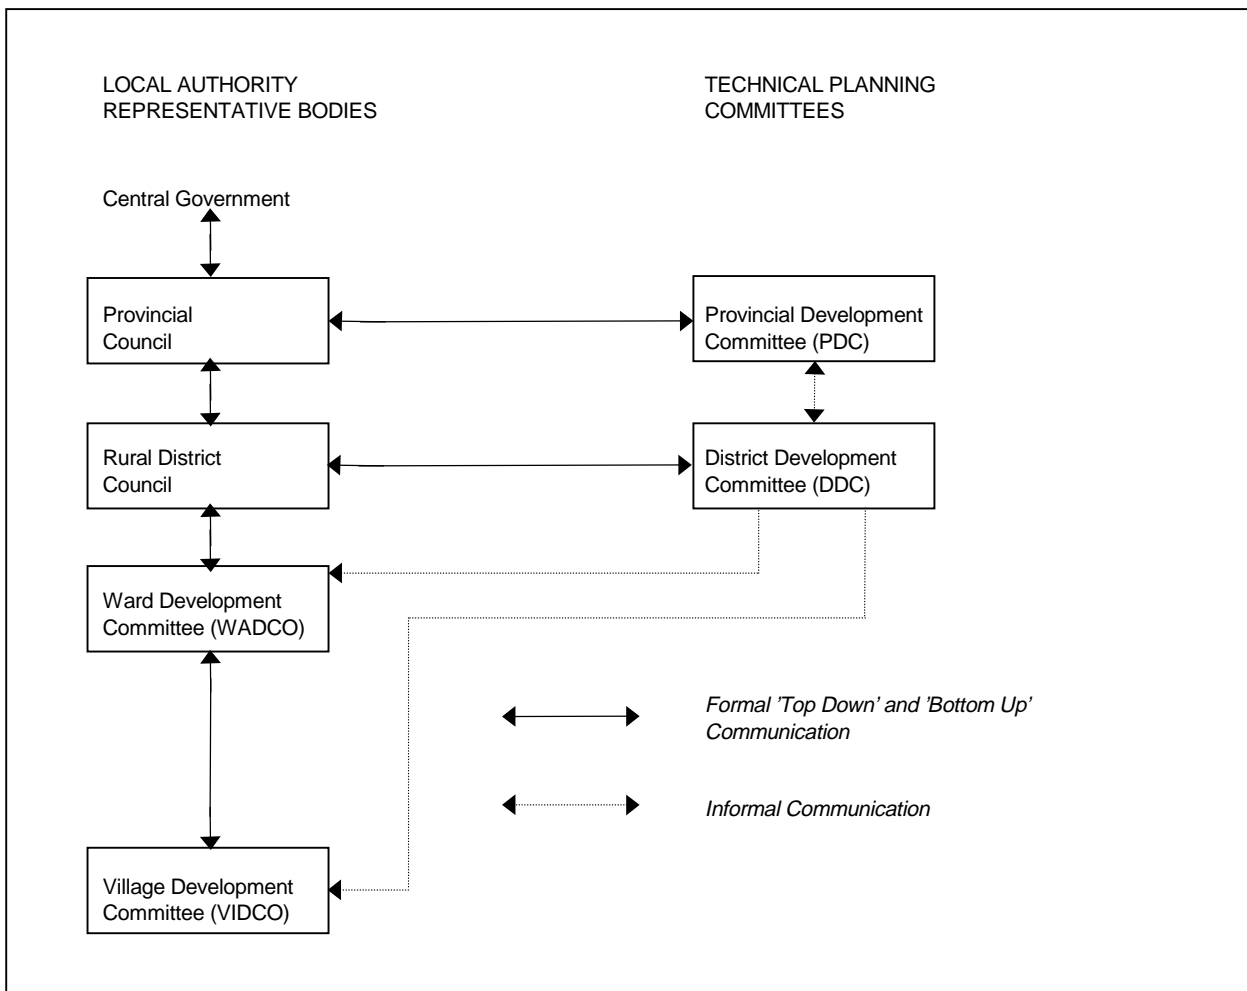 LOCAL AUTHORITY
REPRESENTATIVE BODIES
TECHNICAL PLANNING
COMMITTEES
Central Government
Provincial
Council
Provincial Development
Committee (PDC)
Rural District
Council
District Development
Committee (DDC)
Ward Development
Committee (WADCO)
Formal 'Top Down' and 'Bottom Up'
Communication
Informal Communication
Village Development
Committee (VIDCO)